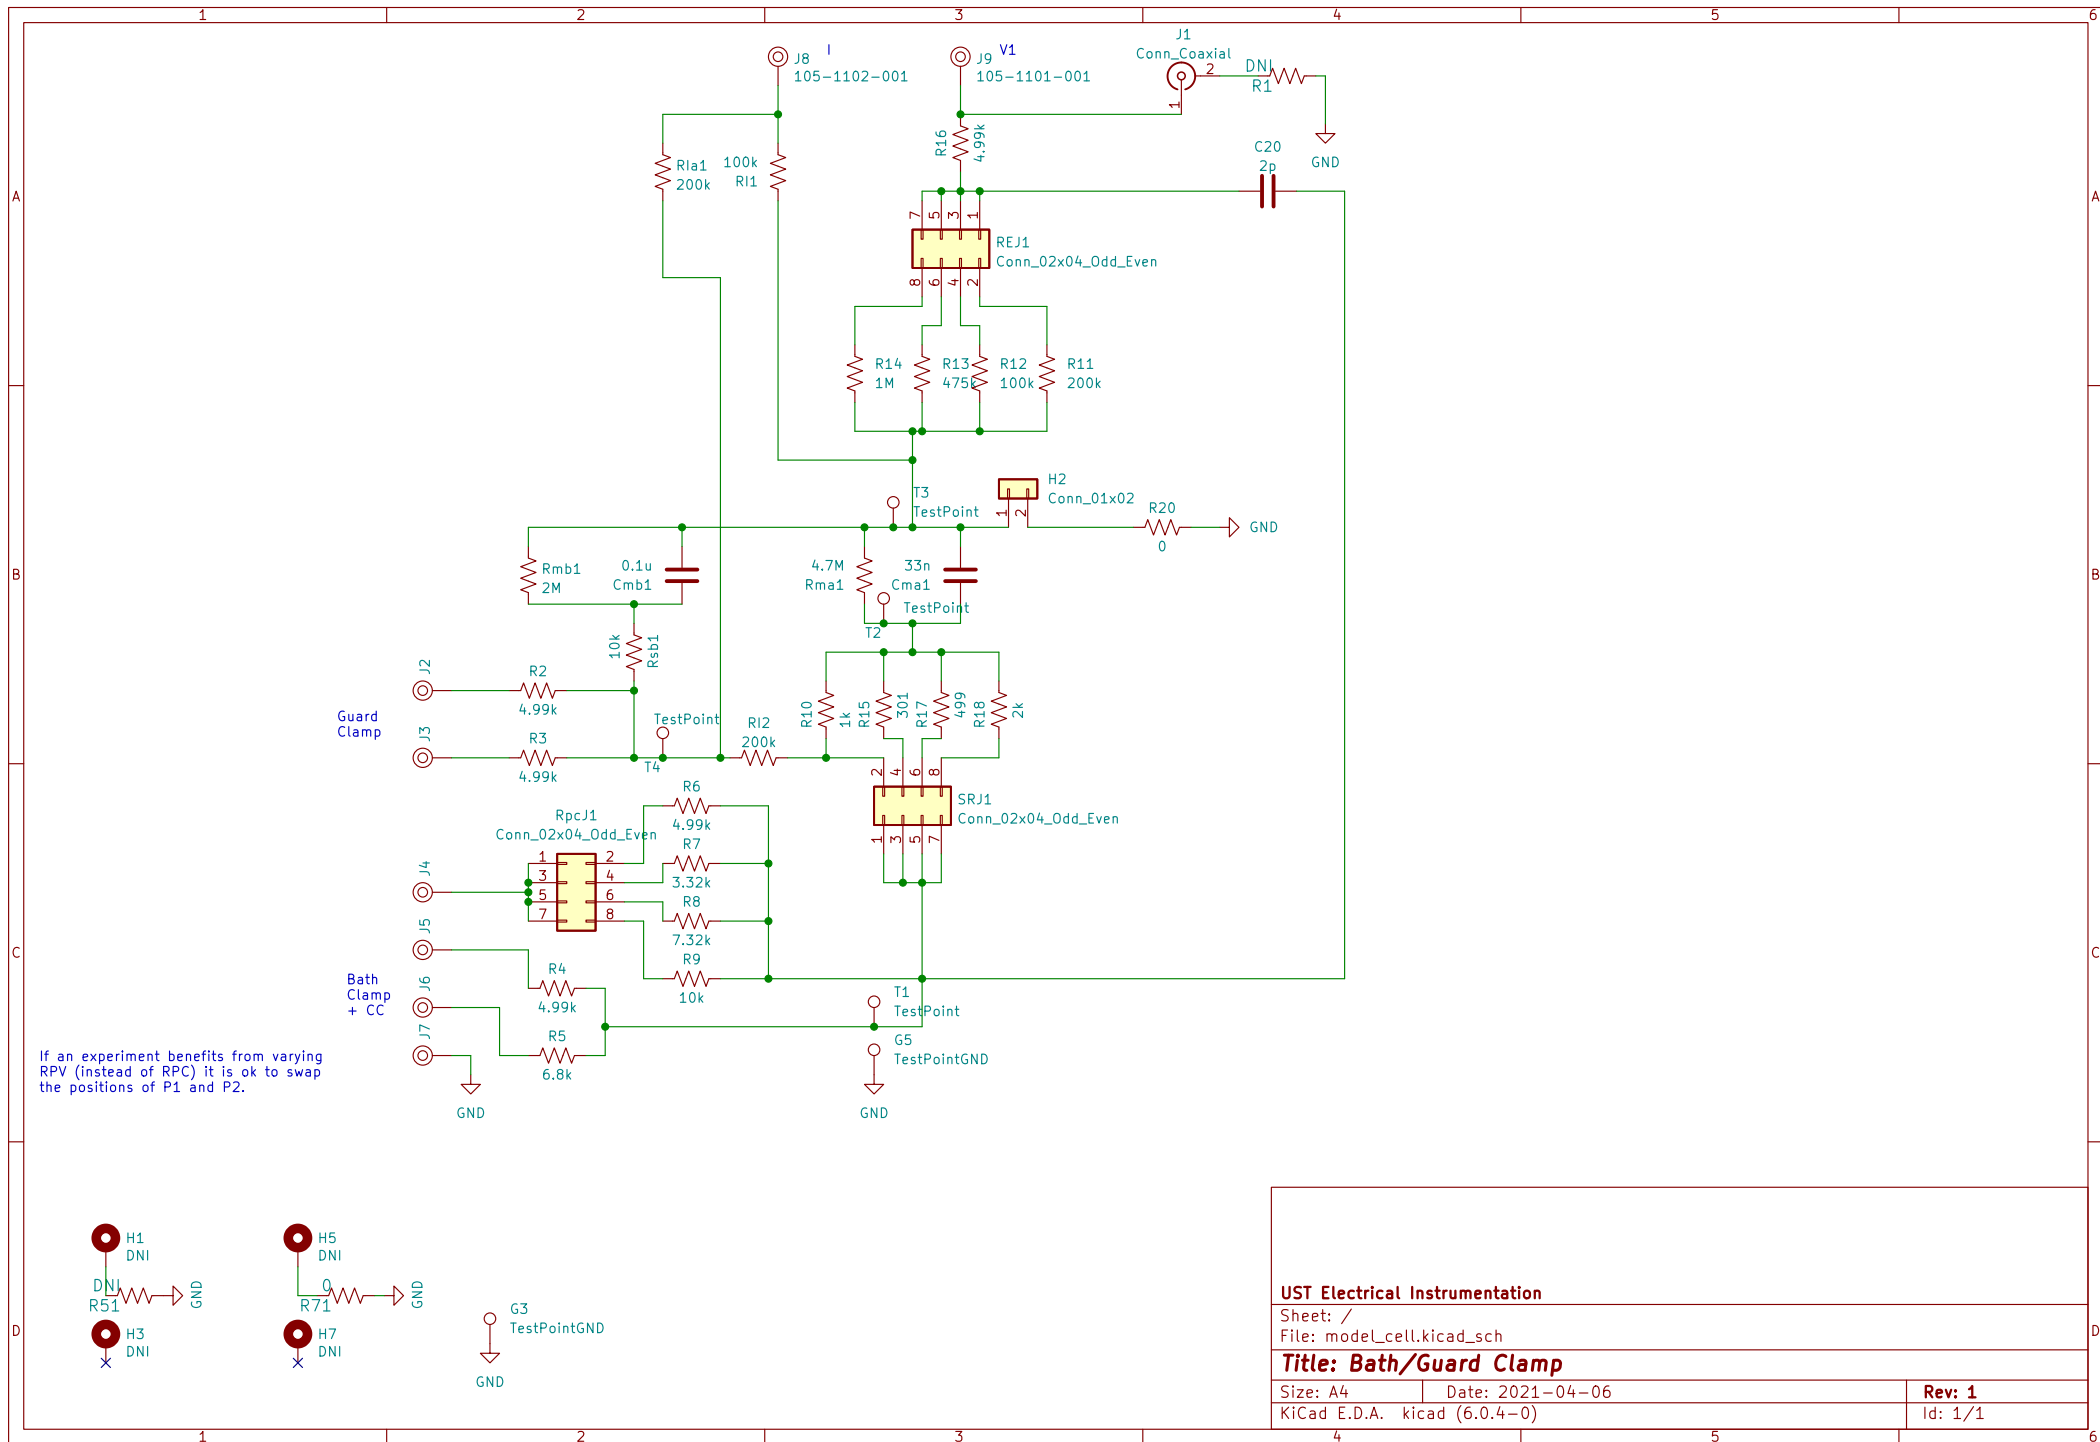 1 2 3 4 5 6
J1
Conn_Coaxial
I
V1
J8
105-1102-001
J9
105-1101-001
2
1
DNI
R1
GND
R16
4.99k
C20
2p
RIa1
200k
100k
RI1
A
A
7 5 3 1
REJ1
Conn_02x04_Odd_Even
8 6 4 2
R14
1M
R13
475k
R12
100k
R11
200k
T3
TestPoint
H2
Conn_01x02
1 2
R20
0
GND
B
B
Rmb1
2M
0.1u
Cmb1
4.7M
Rma1
33n
Cma1
TestPoint
T2
10k
Rsb1
J2
R2
4.99k
Guard
Clamp
J3
R3
4.99k
TestPoint
T4
RI2
200k
R10
1k
R15
301
R17
499
R18
2k
2 4 6 8
SRJ1
Conn_02x04_Odd_Even
1 3 5 7
RpcJ1
Conn_02x04_Odd_Even
1 2
3 4
5 6
7 8
R6
4.99k
R7
3.32k
R8
7.32k
R9
10k
J4
J5
C
C
Bath
Clamp
+ CC
J6
J7
R4
4.99k
R5
6.8k
T1
TestPoint
G5
TestPointGND
GND
GND
If an experiment benefits from varying
RPV (instead of RPC) it is ok to swap
the positions of P1 and P2.
H1
DNI
DNI
R51
GND
H3
DNI
H5
DNI
0
R71
GND
H7
DNI
G3
TestPointGND
GND
D
D
UST Electrical Instrumentation
Sheet: /
File: model_cell.kicad_sch
Title: Bath/Guard Clamp
Size: A4 Date: 2021-04-06 Rev: 1
KiCad E.D.A. kicad (6.0.4-0) Id: 1/1
1 2 3 4 5 6